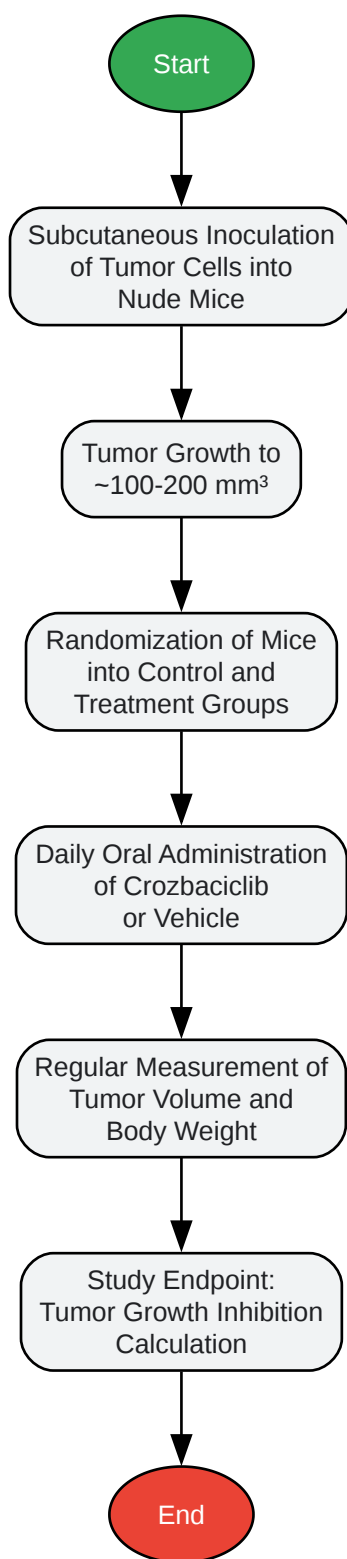 Start
Subcutaneous Inoculation
of Tumor Cells into
Nude Mice
Tumor Growth to
~100-200 mm³
Randomization of Mice
into Control and
Treatment Groups
Daily Oral Administration
of Crozbaciclib
or Vehicle
Regular Measurement of
Tumor Volume and
Body Weight
Study Endpoint:
Tumor Growth Inhibition
Calculation
End